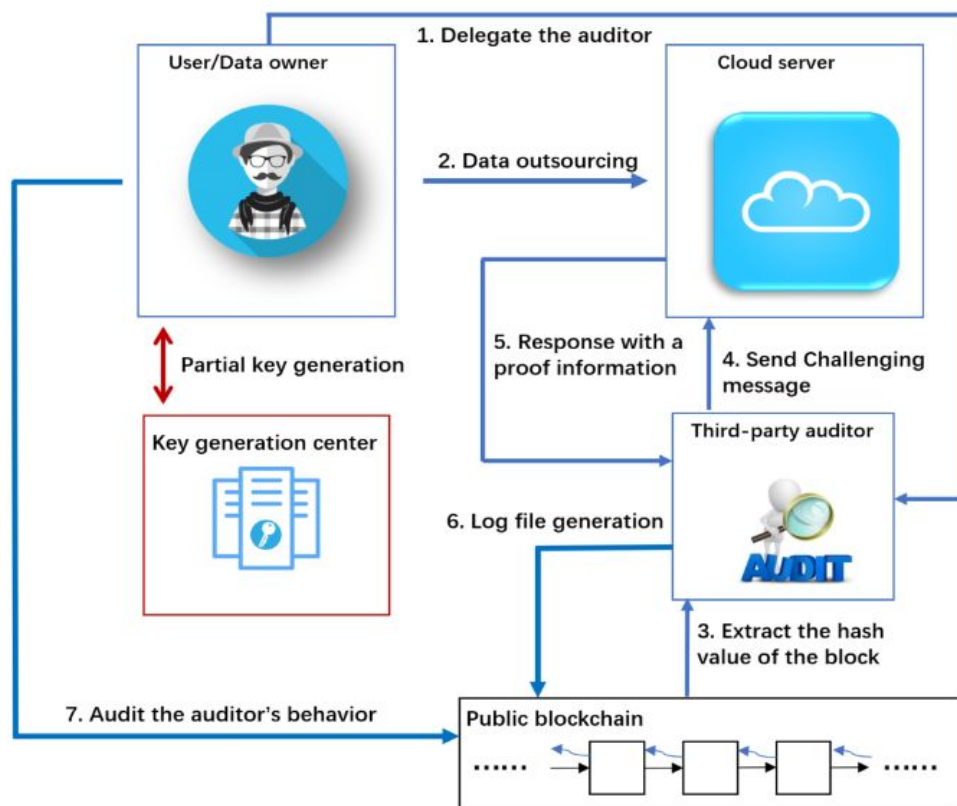 1. Delegate the auditor
User/Data owner
Cloud server
2. Data outsourcing
5. Response with a
proof information
4. Send Challenging
message
Partial key generation
Key generation center
Third-party auditor
AUDIT
6. Log file generation
3. Extract the hash
value of the block
7. Audit the auditor's behavior
Public blockchain
...... ......